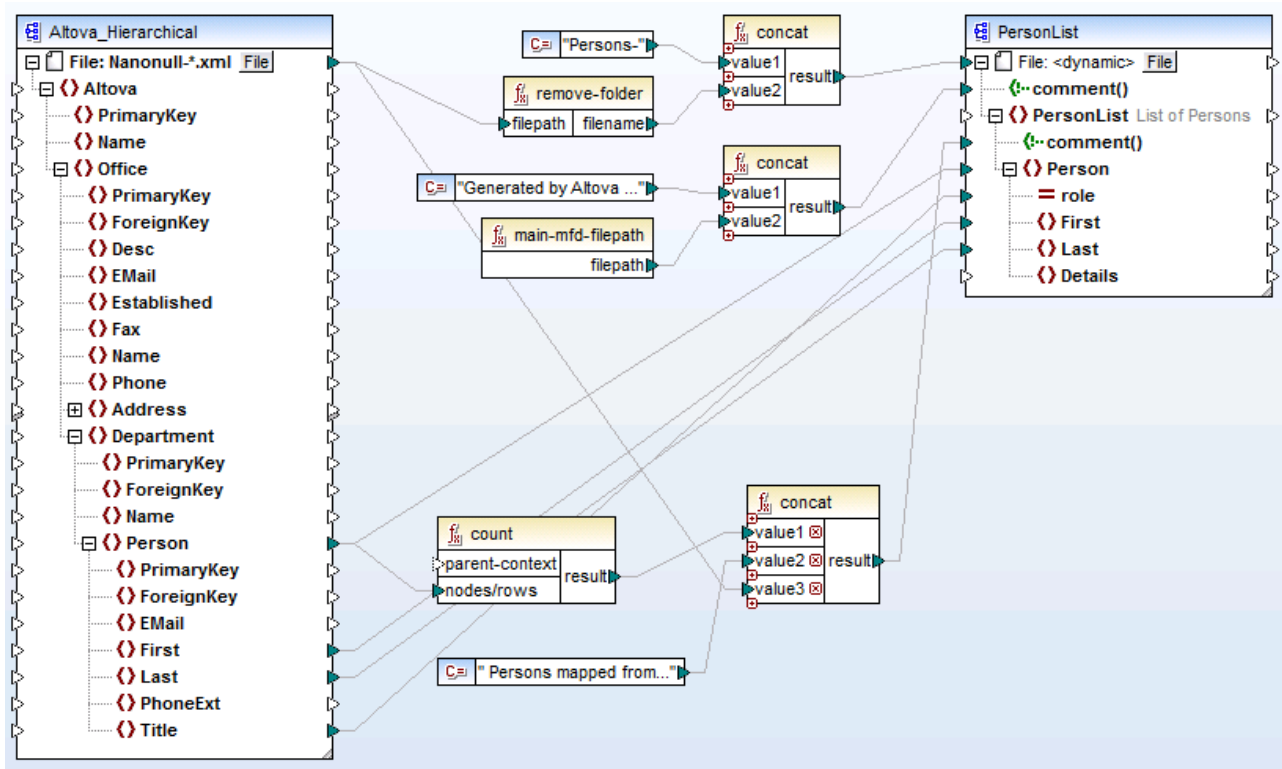 Altova_Hierarchical
File: Nanonull-*.xml File
Altova
PrimaryKey
Name
Office
PrimaryKey
ForeignKey
Desc
EMail
Established
Fax
Name
Phone
Address
Department
PrimaryKey
ForeignKey
Name
Person
PrimaryKey
ForeignKey
EMail
First
Last
PhoneExt
Title
C= "Persons-"
remove-folder
filepath filename
concat
value1
value2
result
C= "Generated by Altova ..."
main-mfd-filepath
filepath
concat
value1
value2
result
count
parent-context
nodes/rows
result
C= " Persons mapped from..."
concat
value1
value2
value3
result
PersonList
File: <dynamic> File
comment()
PersonList List of Persons
comment()
Person
role
First
Last
Details